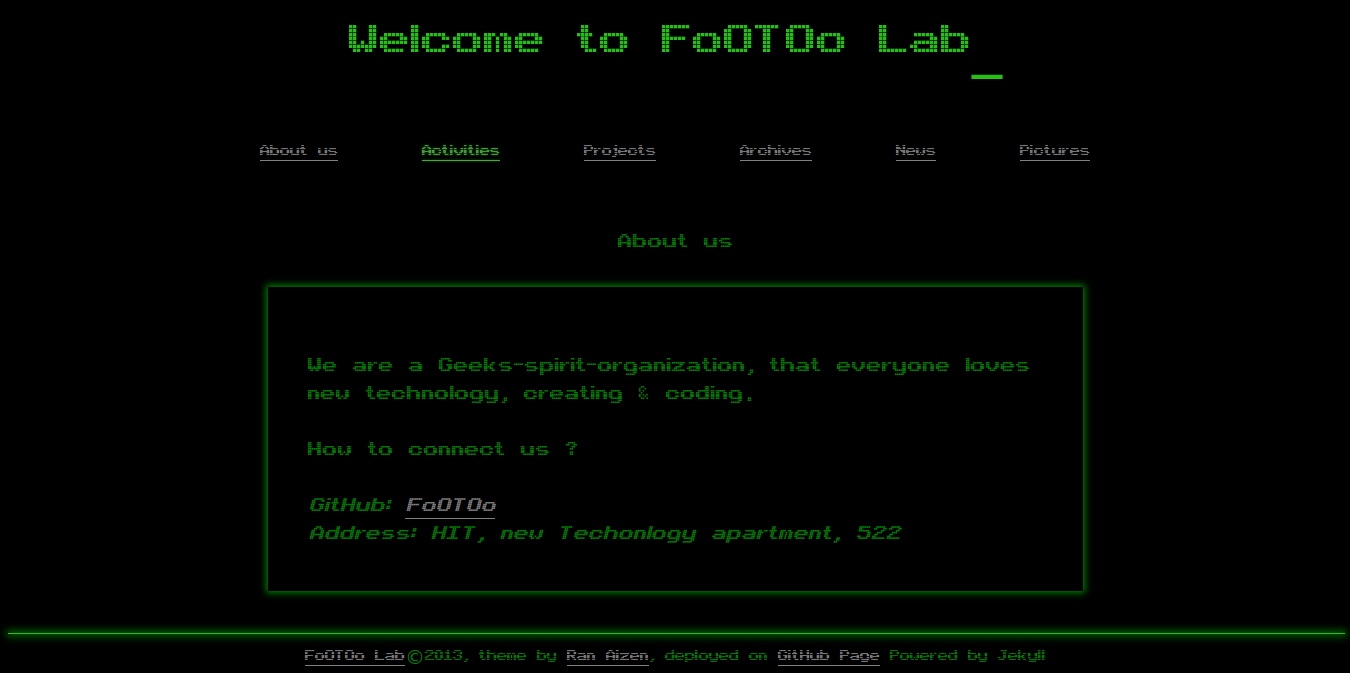 Welcome to FoOTOo Lab_
About us Activities Projects Archives News Pictures
About us
We are a Geeks-spirit-organization, that everyone loves
new technology, creating & coding.
How to connect us ?
GitHub: FoOTOo
Address: HIT, new Techonlogy apartment, 522
FoOTOo Lab©2013, theme by Ran Aizen, deployed on GitHub Page Powered by Jekyll